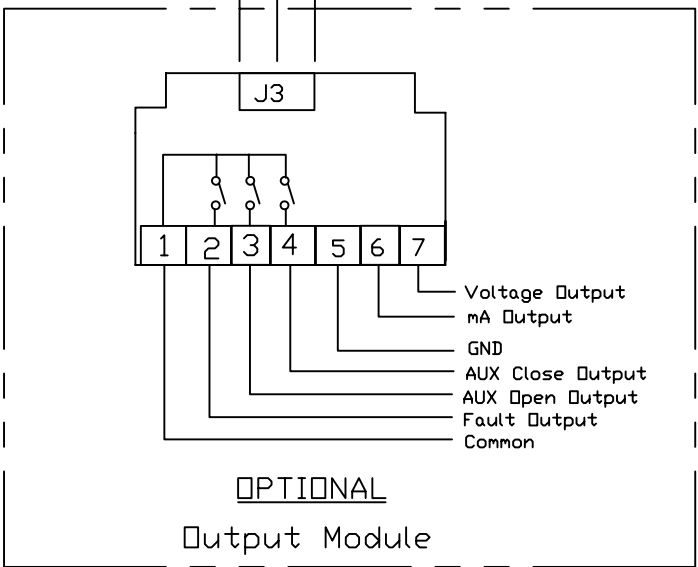 J3
1 2 3 4 5 6 7
Voltage Output
mA Output
GND
AUX Close Output
AUX Open Output
Fault Output
Common
OPTIONAL
Output Module